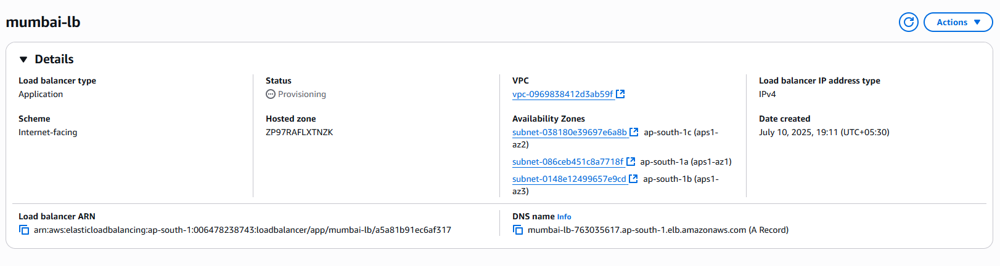 mumbai-lb
Actions
Details
Load balancer type
Application
Status
Provisioning
VPC
vpc-0969838412d3ab59f
Load balancer IP address type
IPv4
Scheme
Internet-facing
Hosted zone
ZP97RAFLXTNZK
Availability Zones
subnet-038180e39697e6a8b ap-south-1c (aps1-
az2)
subnet-086ceb451c8a7718f ap-south-1a (aps1-az1)
subnet-0148e12499657e9cd ap-south-1b (aps1-
az3)
Date created
July 10, 2025, 19:11 (UTC+05:30)
Load balancer ARN
arn:aws:elasticloadbalancing:ap-south-1:006478238743:loadbalancer/app/mumbai-lb/a5a81b91ec6af317
DNS name Info
mumbai-lb-763035617.ap-south-1.elb.amazonaws.com (A Record)